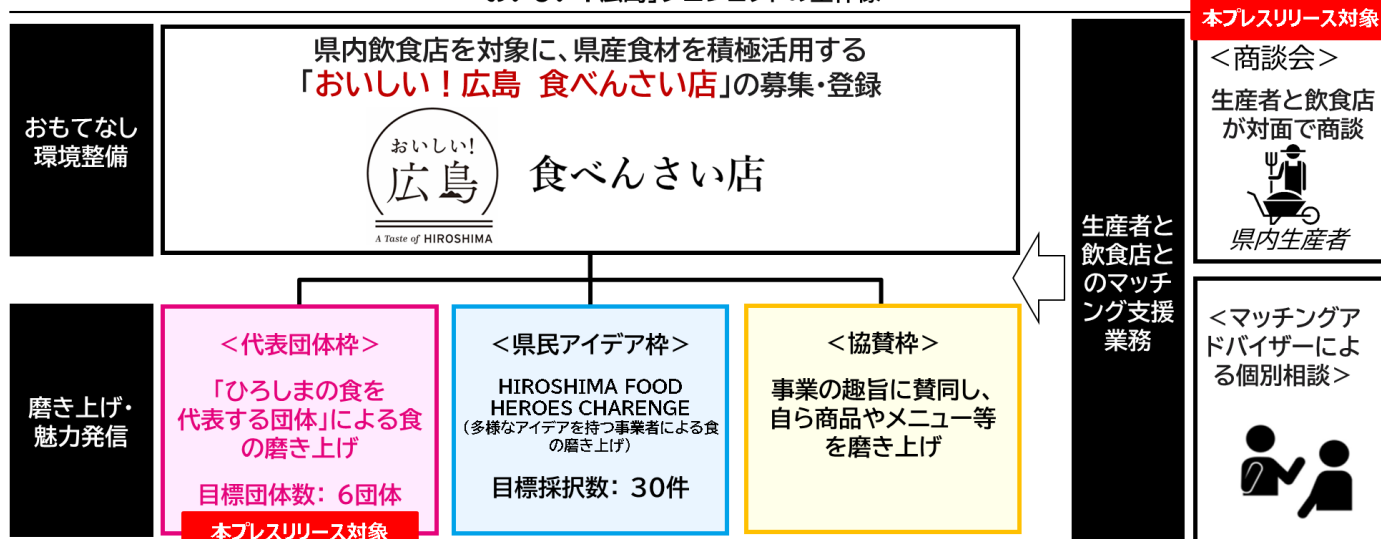 本プレスリリース対象
おもてなし
環境整備
県内飲食店を対象に、県産食材を積極活用する
「おいしい！広島 食べんさい店」の募集・登録
おいしい!
広島
A Taste of HIROSHIMA
食べんさい店
磨き上げ・
魅力発信
＜代表団体枠＞
「ひろしまの食を
代表する団体」による食
の磨き上げ
目標団体数： 6団体
本プレスリリース対象
＜県民アイデア枠＞
HIROSHIMA FOOD
HEROES CHARENGE
（多様なアイデアを持つ事業者による食
の磨き上げ）
目標採択数： 30件
＜協賛枠＞
事業の趣旨に賛同し、
自ら商品やメニュー等
を磨き上げ
生産者と
飲食店と
のマッチ
ング支援
業務
＜商談会＞
生産者と飲食店
が対面で商談
県内生産者
＜マッチングア
ドバイザーによ
る個別相談＞